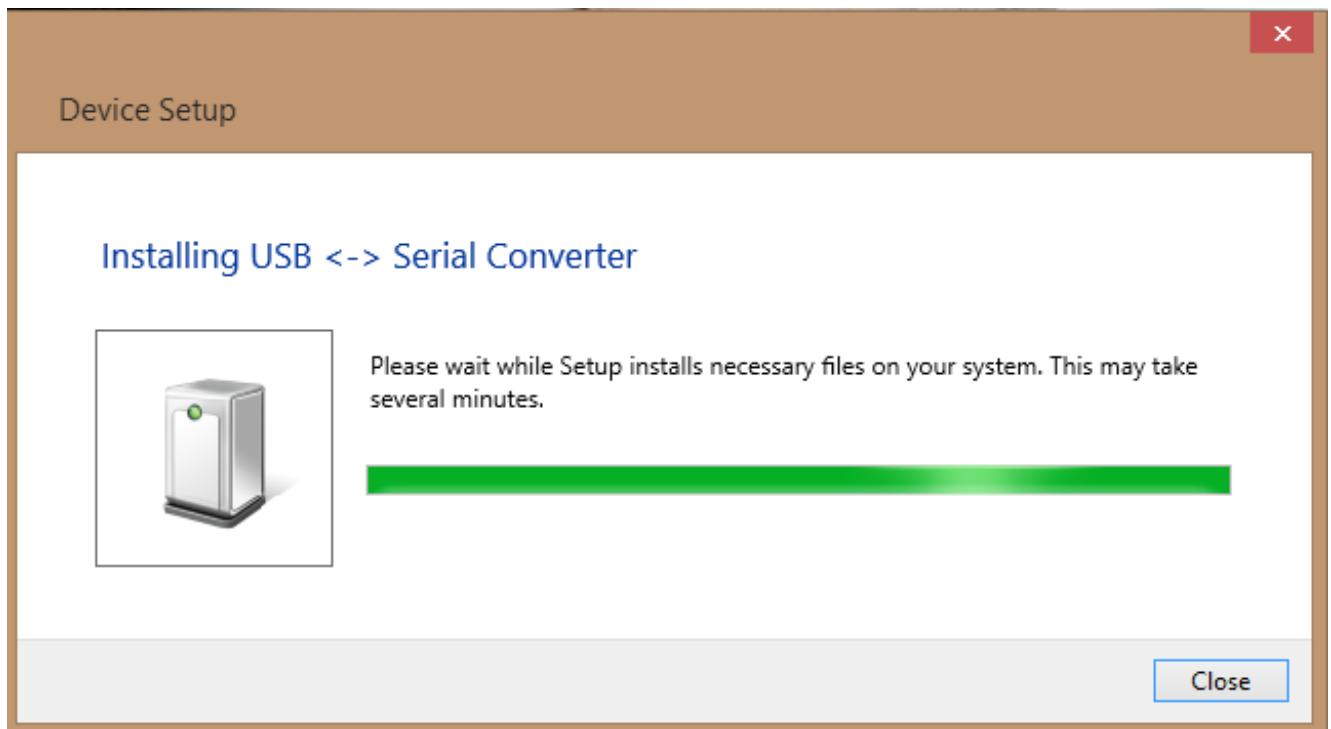 Device Setup
Installing USB <-> Serial Converter
Please wait while Setup installs necessary files on your system. This may take
several minutes.
Close